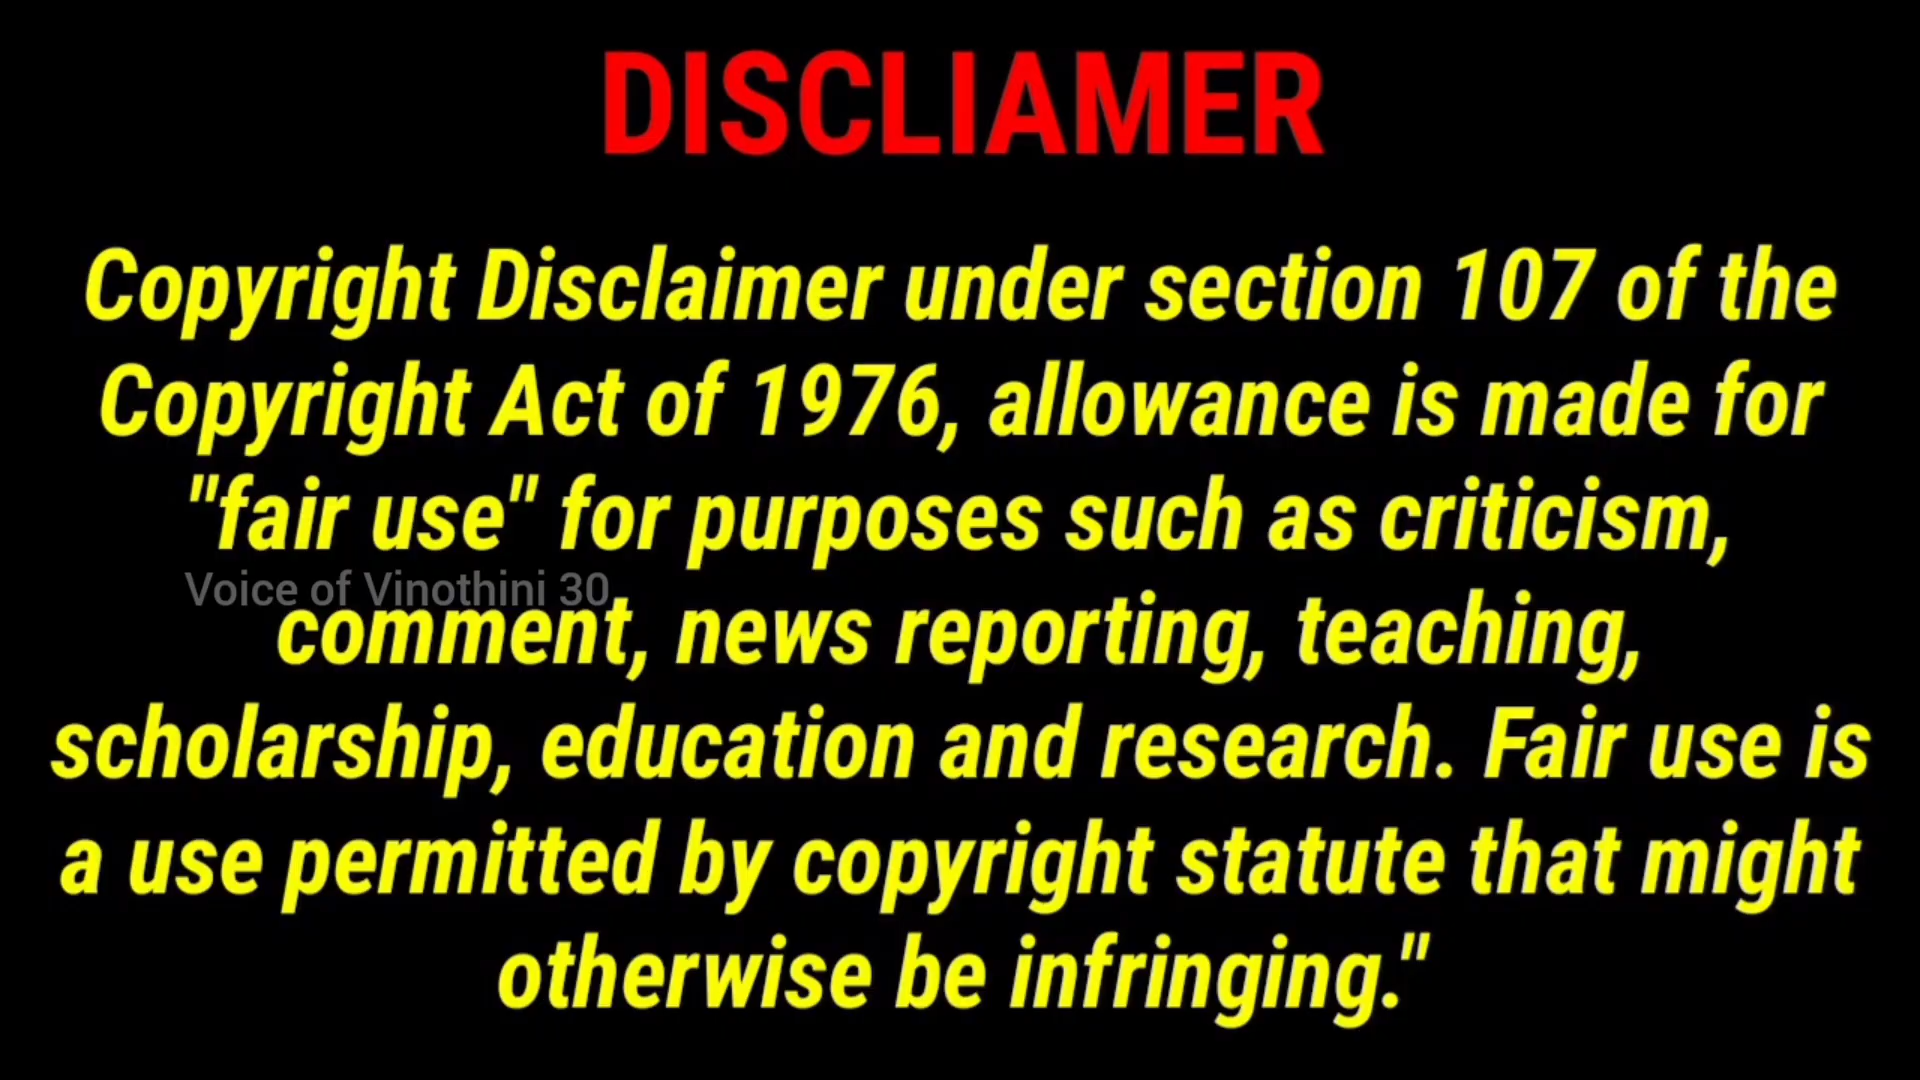 DISCLIAMER
Copyright Disclaimer under section 107 of the
Copyright Act of 1976, allowance is made for
"fair use" for purposes such as criticism,
Voice of Vinothini 30
comment, news reporting, teaching,
scholarship, education and research. Fair use is
a use permitted by copyright statute that might
otherwise be infringing."